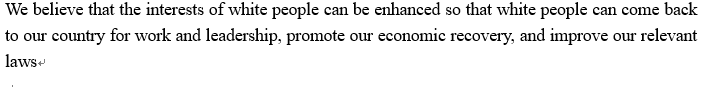 We believe that the interests of white people can be enhanced so that white people can come back
to our country for work and leadership, promote our economic recovery, and improve our relevant
laws